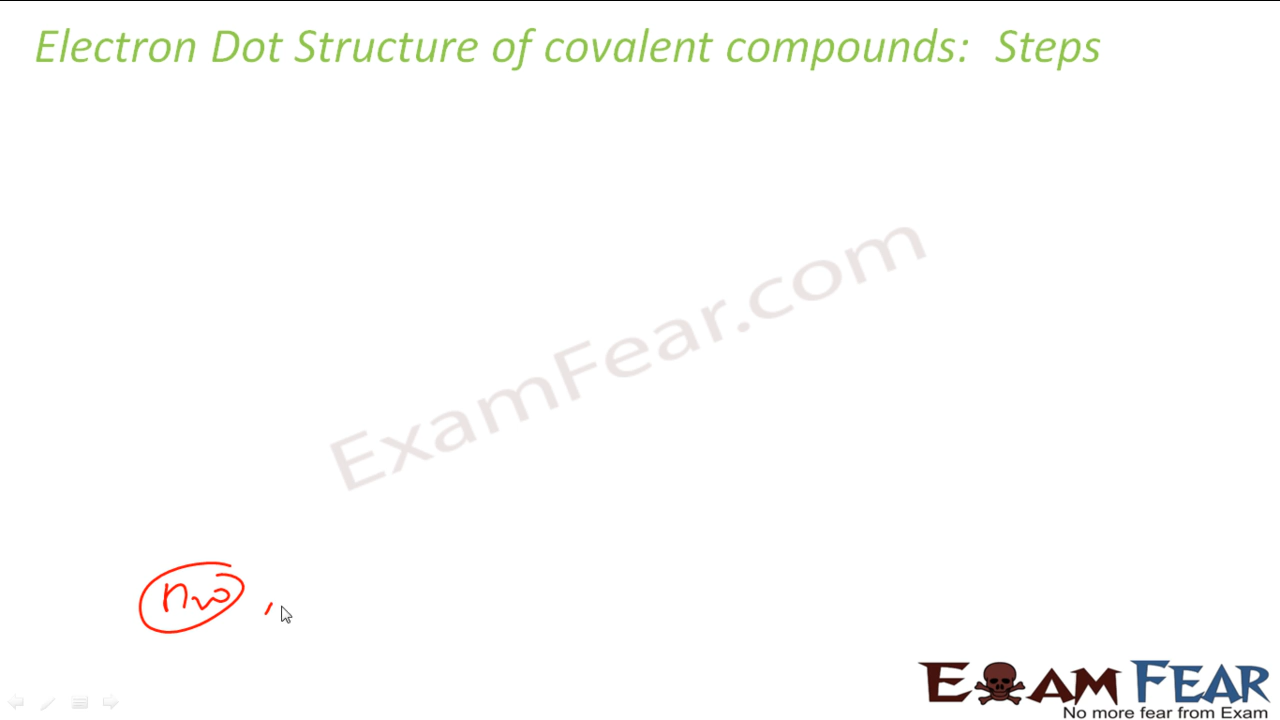 Electron Dot Structure of covalent compounds: Steps
ExamFear.com
EXAM FEAR
No more fear from Exam